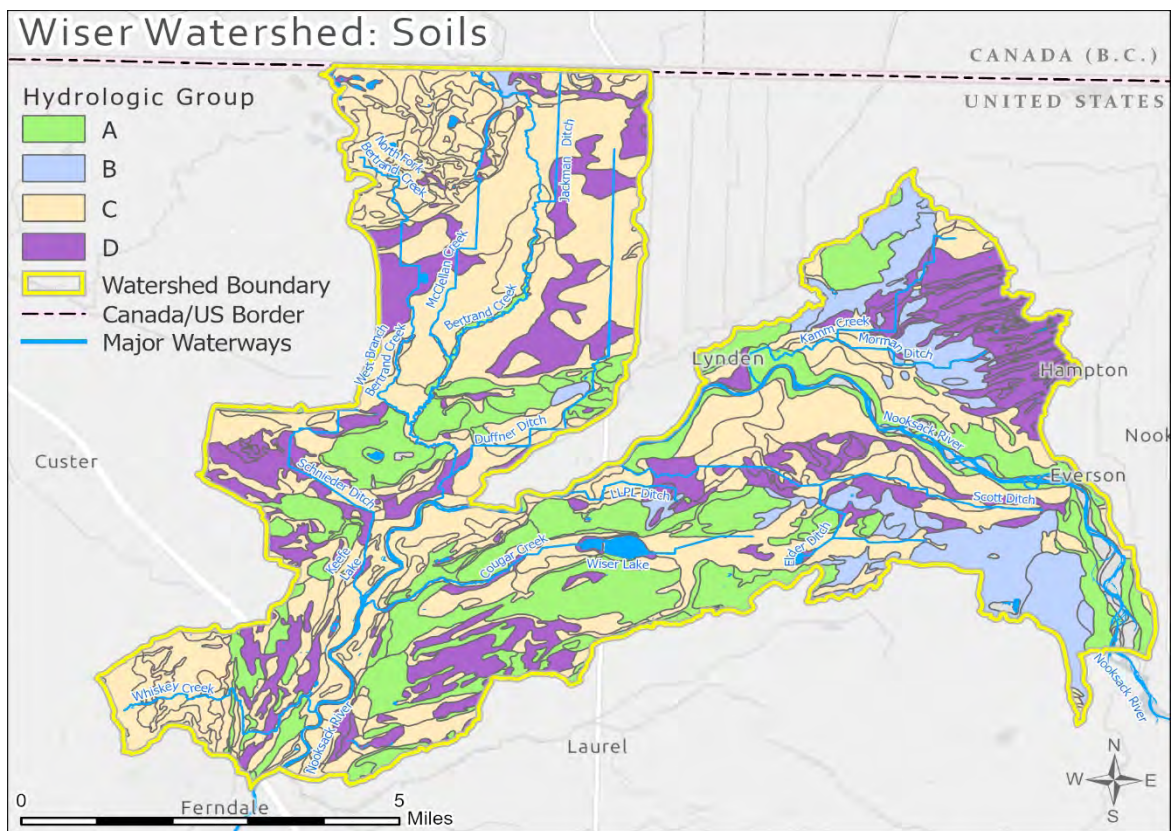 Wiser Watershed: Soils
CANADA (B.C.)
UNITED STATES
Hydrologic Group
A
B
C
D
Watershed Boundary
Canada/US Border
Major Waterways
North Fork
Bertrand Creek
Jackman Ditch
McClellan Creek
Bertrand Creek
West Branch
Bertrand Creek
Kamm Creek
Morman Ditch
Lynden
Hampton
Nooksack River
Nook
Duffner Ditch
Custer
Schnieder Ditch
Everson
LLPL Ditch
Scott Ditch
Elder Ditch
Keefe
Lake
Cougar Creek
Wiser Lake
Whiskey Creek
Nooksack River
Nooksack River
Laurel
N
W
E
S
0
5
Miles
Ferndale